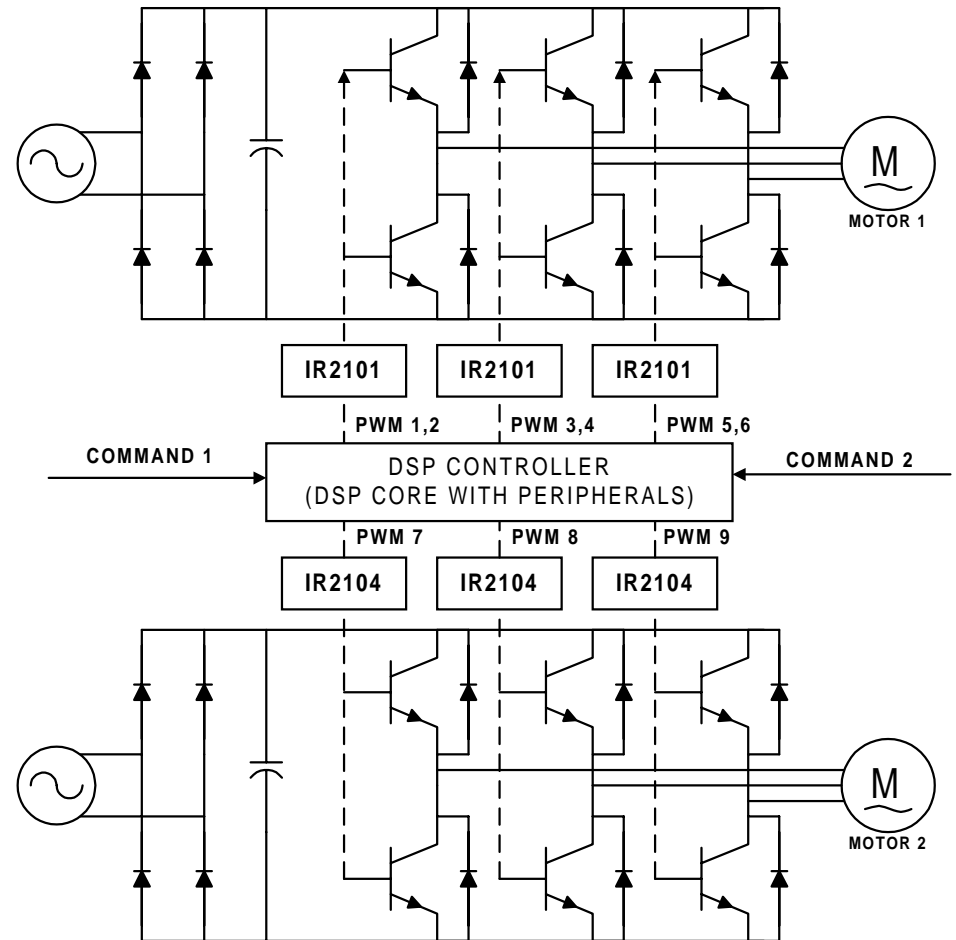 M
MOTOR 1
IR2101
IR2101
IR2101
PWM 1,2
PWM 3,4
PWM 5,6
COMMAND 1
DSP CONTROLLER
(DSP CORE WITH PERIPHERALS)
COMMAND 2
PWM 7
PWM 8
PWM 9
IR2104
IR2104
IR2104
M
MOTOR 2